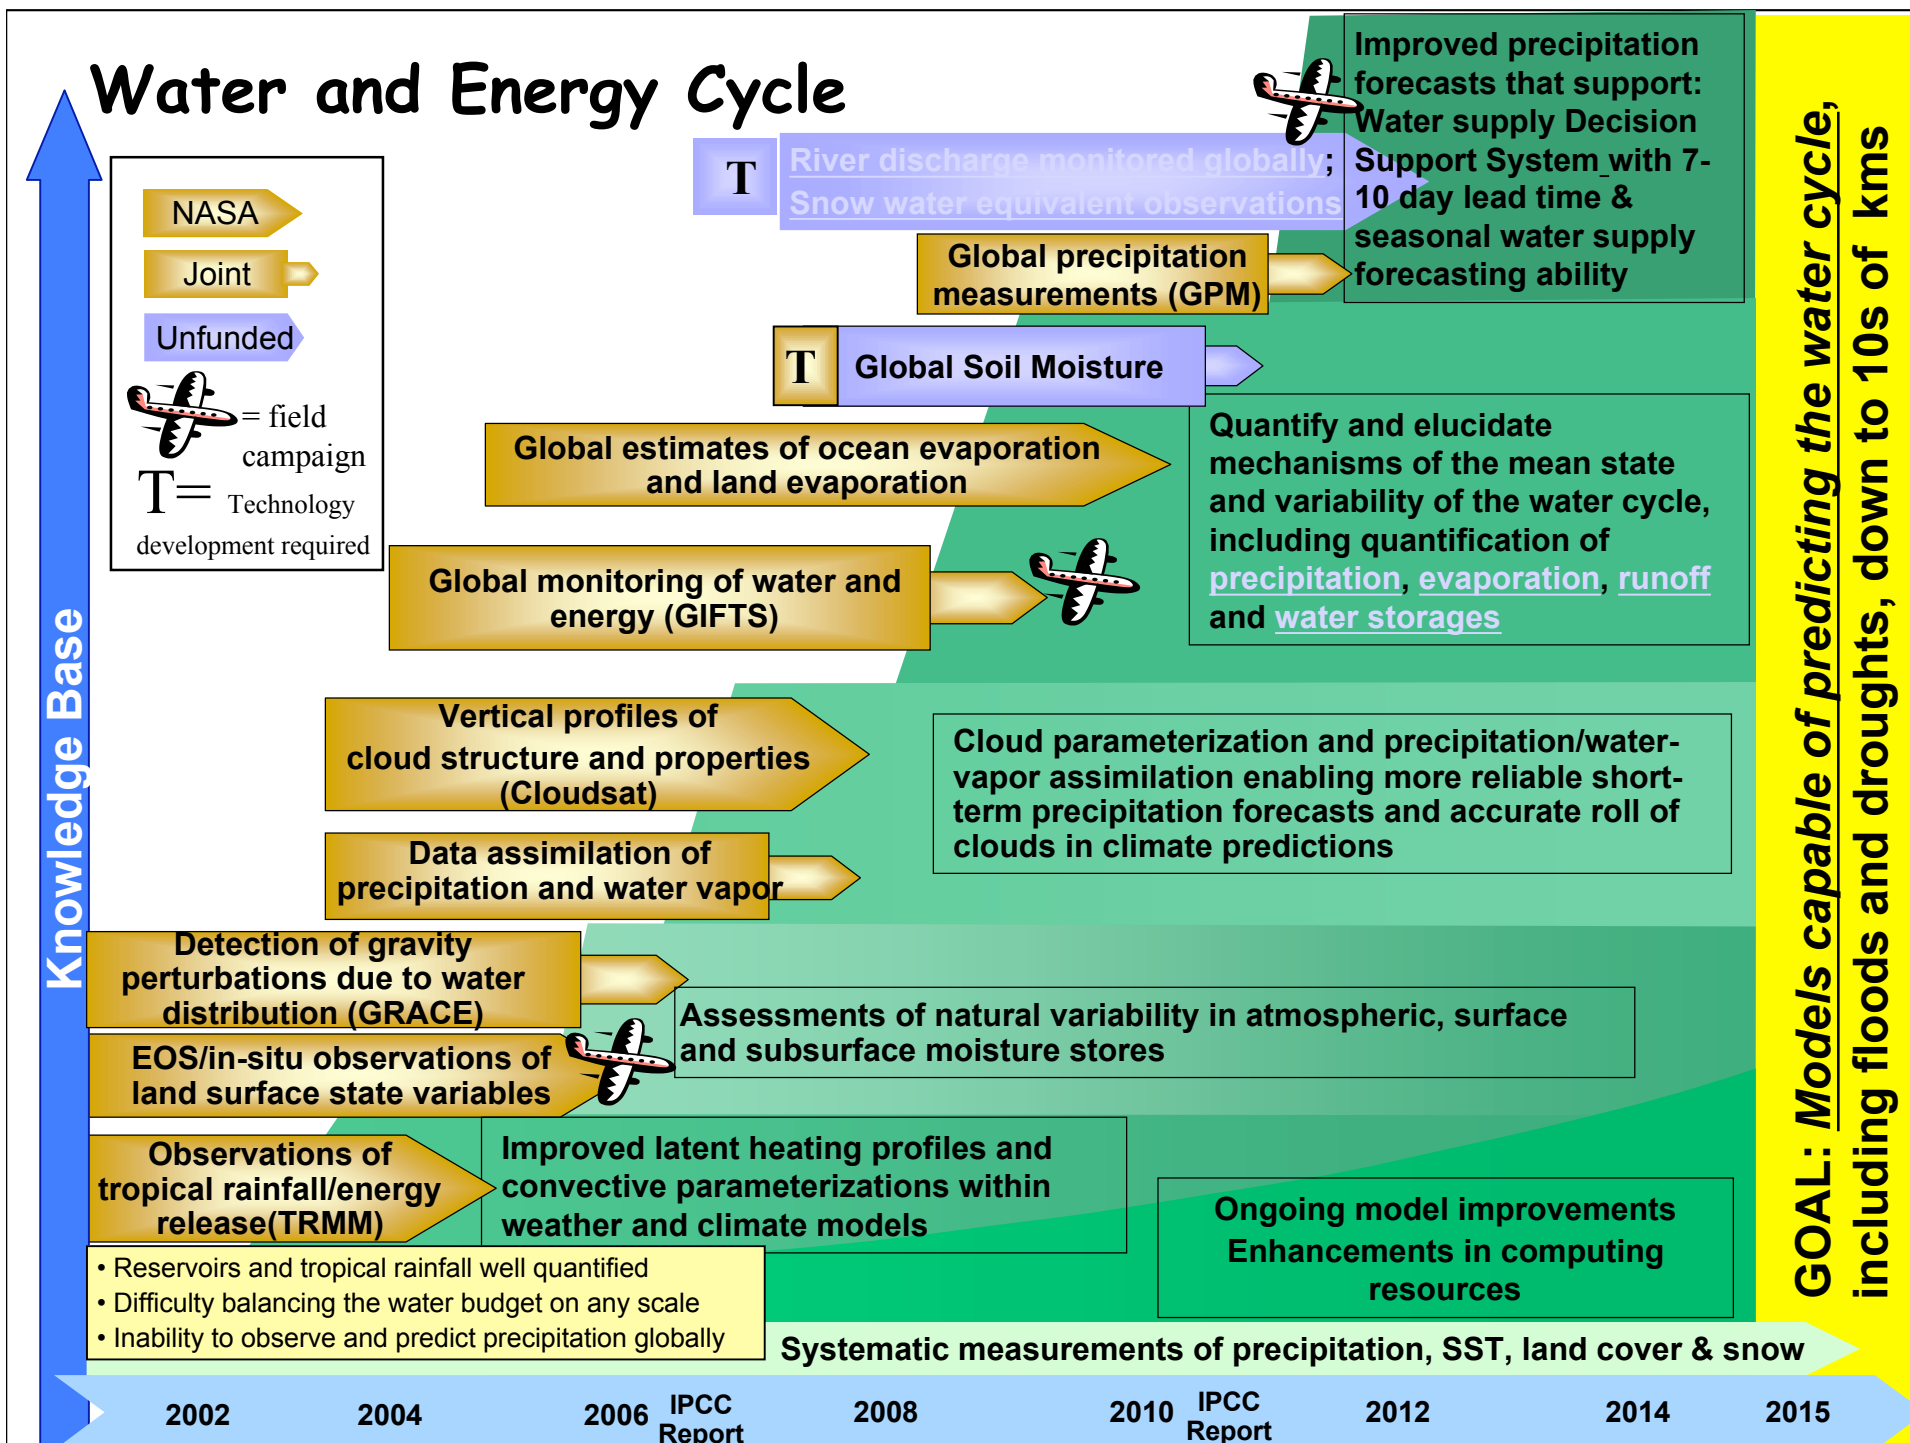 Water and Energy Cycle
NASA
Joint
Unfunded
= field
campaign
T= Technology
development required
Knowledge Base
T
River discharge monitored globally;
Snow water equivalent observations
Improved precipitation
forecasts that support:
Water supply Decision
Support System with 7-
10 day lead time &
seasonal water supply
forecasting ability
Global precipitation
measurements (GPM)
T
Global Soil Moisture
Global estimates of ocean evaporation
and land evaporation
Quantify and elucidate
mechanisms of the mean state
and variability of the water cycle,
including quantification of
precipitation, evaporation, runoff
and water storages
Global monitoring of water and
energy (GIFTS)
Vertical profiles of
cloud structure and properties
(Cloudsat)
Cloud parameterization and precipitation/water-
vapor assimilation enabling more reliable short-
term precipitation forecasts and accurate roll of
clouds in climate predictions
Data assimilation of
precipitation and water vapor
Detection of gravity
perturbations due to water
distribution (GRACE)
Assessments of natural variability in atmospheric, surface
and subsurface moisture stores
EOS/in-situ observations of
land surface state variables
Observations of
tropical rainfall/energy
release(TRMM)
Improved latent heating profiles and
convective parameterizations within
weather and climate models
Ongoing model improvements
Enhancements in computing
resources
• Reservoirs and tropical rainfall well quantified
• Difficulty balancing the water budget on any scale
• Inability to observe and predict precipitation globally
Systematic measurements of precipitation, SST, land cover & snow
2002
2004
2006
IPCC
Report
2008
2010
IPCC
Report
2012
2014
2015
GOAL: Models capable of predicting the water cycle,
including floods and droughts, down to 10s of kms